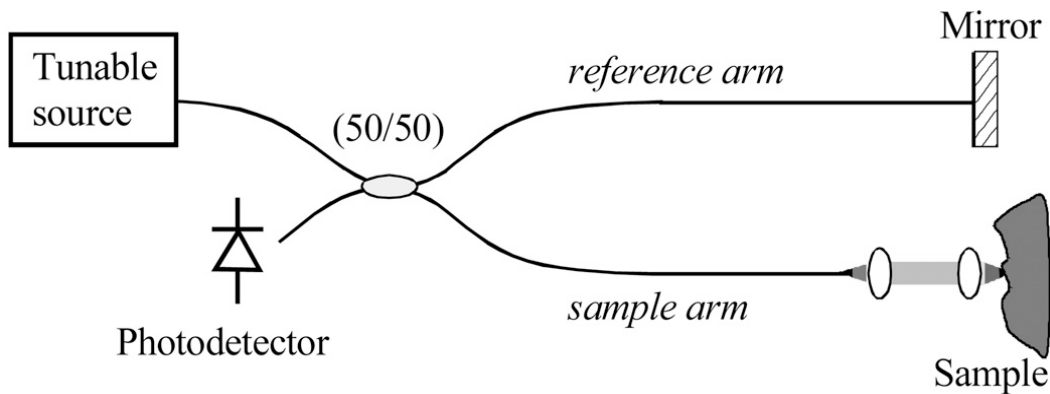 Tunable
source
(50/50)
reference arm
Mirror
Photodetector
sample arm
Sample